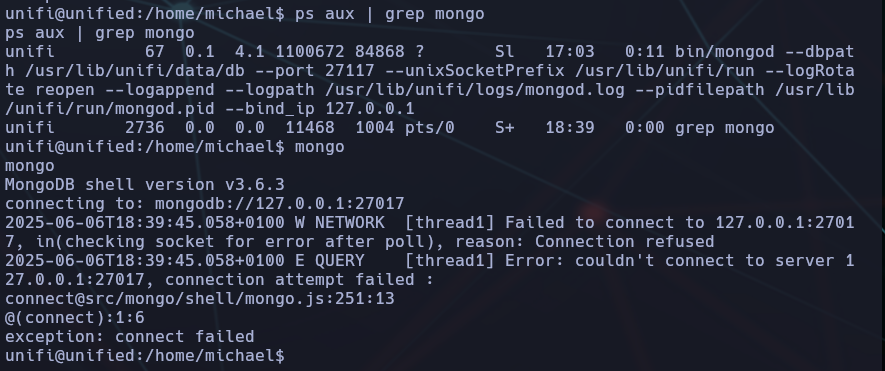 unifi@unified:/home/michael$ ps aux | grep mongo
ps aux | grep mongo
unifi         67  0.1  4.1 1100672 84868 ?       Sl   17:03   0:11 bin/mongod --dbpat
h /usr/lib/unifi/data/db --port 27117 --unixSocketPrefix /usr/lib/unifi/run --logRota
te reopen --logappend --logpath /usr/lib/unifi/logs/mongod.log --pidfilepath /usr/lib
/unifi/run/mongod.pid --bind_ip 127.0.0.1
unifi       2736  0.0  0.0  11468  1004 pts/0    S+   18:39   0:00 grep mongo
unifi@unified:/home/michael$ mongo
mongo
MongoDB shell version v3.6.3
connecting to: mongodb://127.0.0.1:27017
2025-06-06T18:39:45.058+0100 W NETWORK  [thread1] Failed to connect to 127.0.0.1:2701
7, in(checking socket for error after poll), reason: Connection refused
2025-06-06T18:39:45.058+0100 E QUERY    [thread1] Error: couldn't connect to server 1
27.0.0.1:27017, connection attempt failed :
connect@src/mongo/shell/mongo.js:251:13
@(connect):1:6
exception: connect failed
unifi@unified:/home/michael$